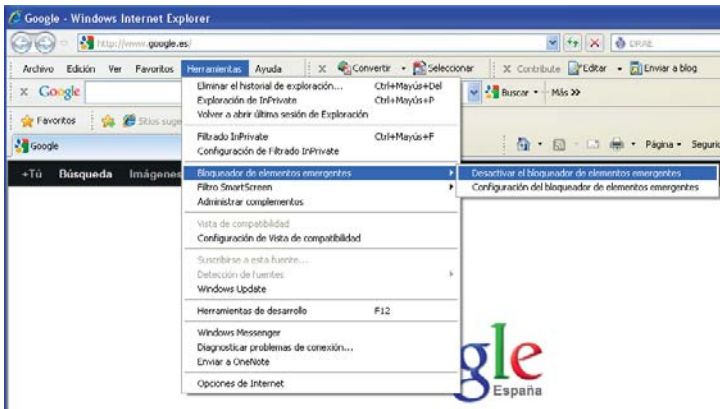 Google - Windows Internet Explorer
http://www.google.es/
DRAE
Archivo Edición Ver Favoritos Herramientas Ayuda X Convertir Seleccionar X Contribute Editar Enviar a blog
x Google Buscar Más >>
Favoritos Sitios suge
Google Página Segurid
+Tú Búsqueda Imágenes
Eliminar el historial de exploración... Ctrl+Mayús+Del
Exploración de InPrivate Ctrl+Mayús+P
Volver a abrir última sesión de Exploración
Filtrado InPrivate Ctrl+Mayús+F
Configuración de Filtrado InPrivate
Bloqueador de elementos emergentes
Desactivar el bloqueador de elementos emergentes
Configuración del bloqueador de elementos emergentes
Filtro SmartScreen
Administrar complementos
Vista de compatibilidad
Configuración de Vista de compatibilidad
Suscribirse a esta fuente...
Detección de fuentes
Windows Update
Herramientas de desarrollo F12
Windows Messenger
Diagnosticar problemas de conexión...
Enviar a OneNote
Opciones de Internet
gle
España